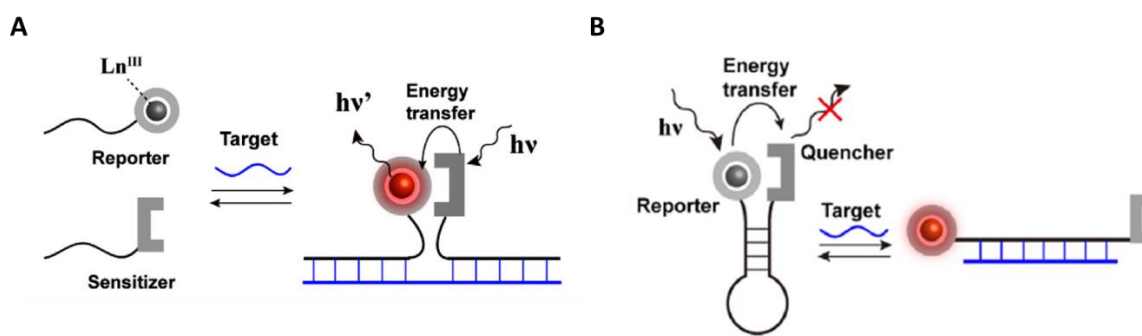 A
Ln^III
Reporter
Sensitizer
Target
hν'
Energy
transfer
hν
B
Energy
transfer
hν
Quencher
Reporter
Target